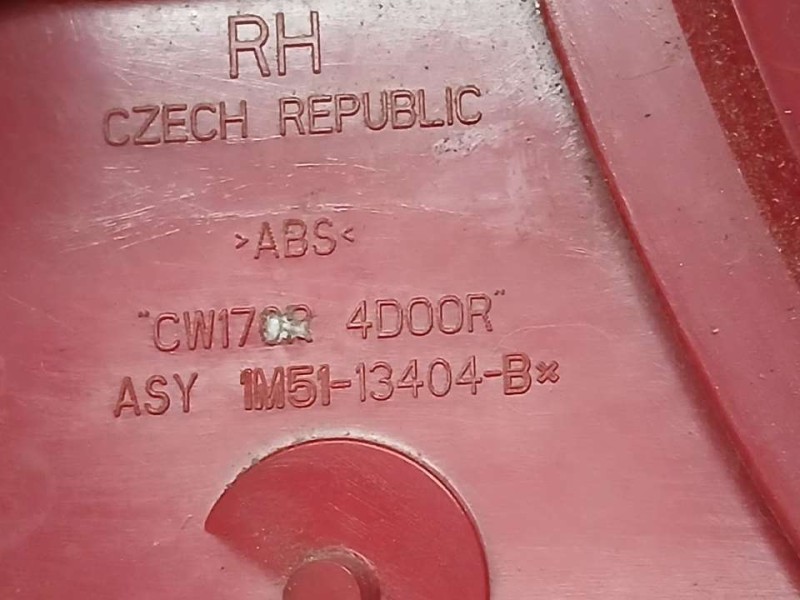 RH
CZECH REPUBLIC
>ABS<
4DOOR"
ASY 1M51-13404-B*